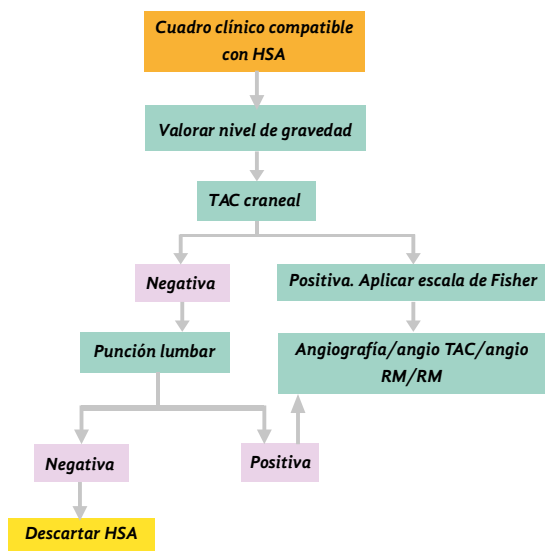 Cuadro clínico compatible
con HSA
Valorar nivel de gravedad
TAC craneal
Negativa
Positiva. Aplicar escala de Fisher
Punción lumbar
Angiografía/angio TAC/angio
RM/RM
Negativa
Positiva
Descartar HSA